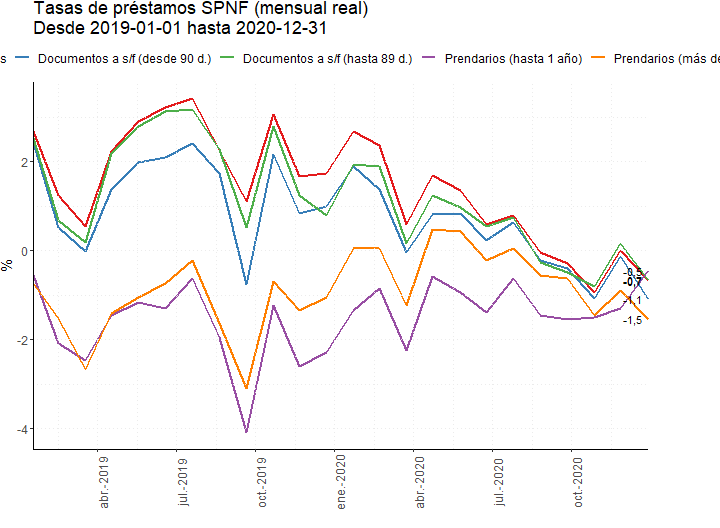 Tasas de préstamos SPNF (mensual real)
Desde 2019-01-01 hasta 2020-12-31
s Documentos a s/f (desde 90 d.) Documentos a s/f (hasta 89 d.) Prendarios (hasta 1 año) Prendarios (más de
%
2
0
-2
-4
-0,5
-0,7
-1,1
-1,5
abr.-2019
jul.-2019
oct.-2019
ene.-2020
abr.-2020
jul.-2020
oct.-2020